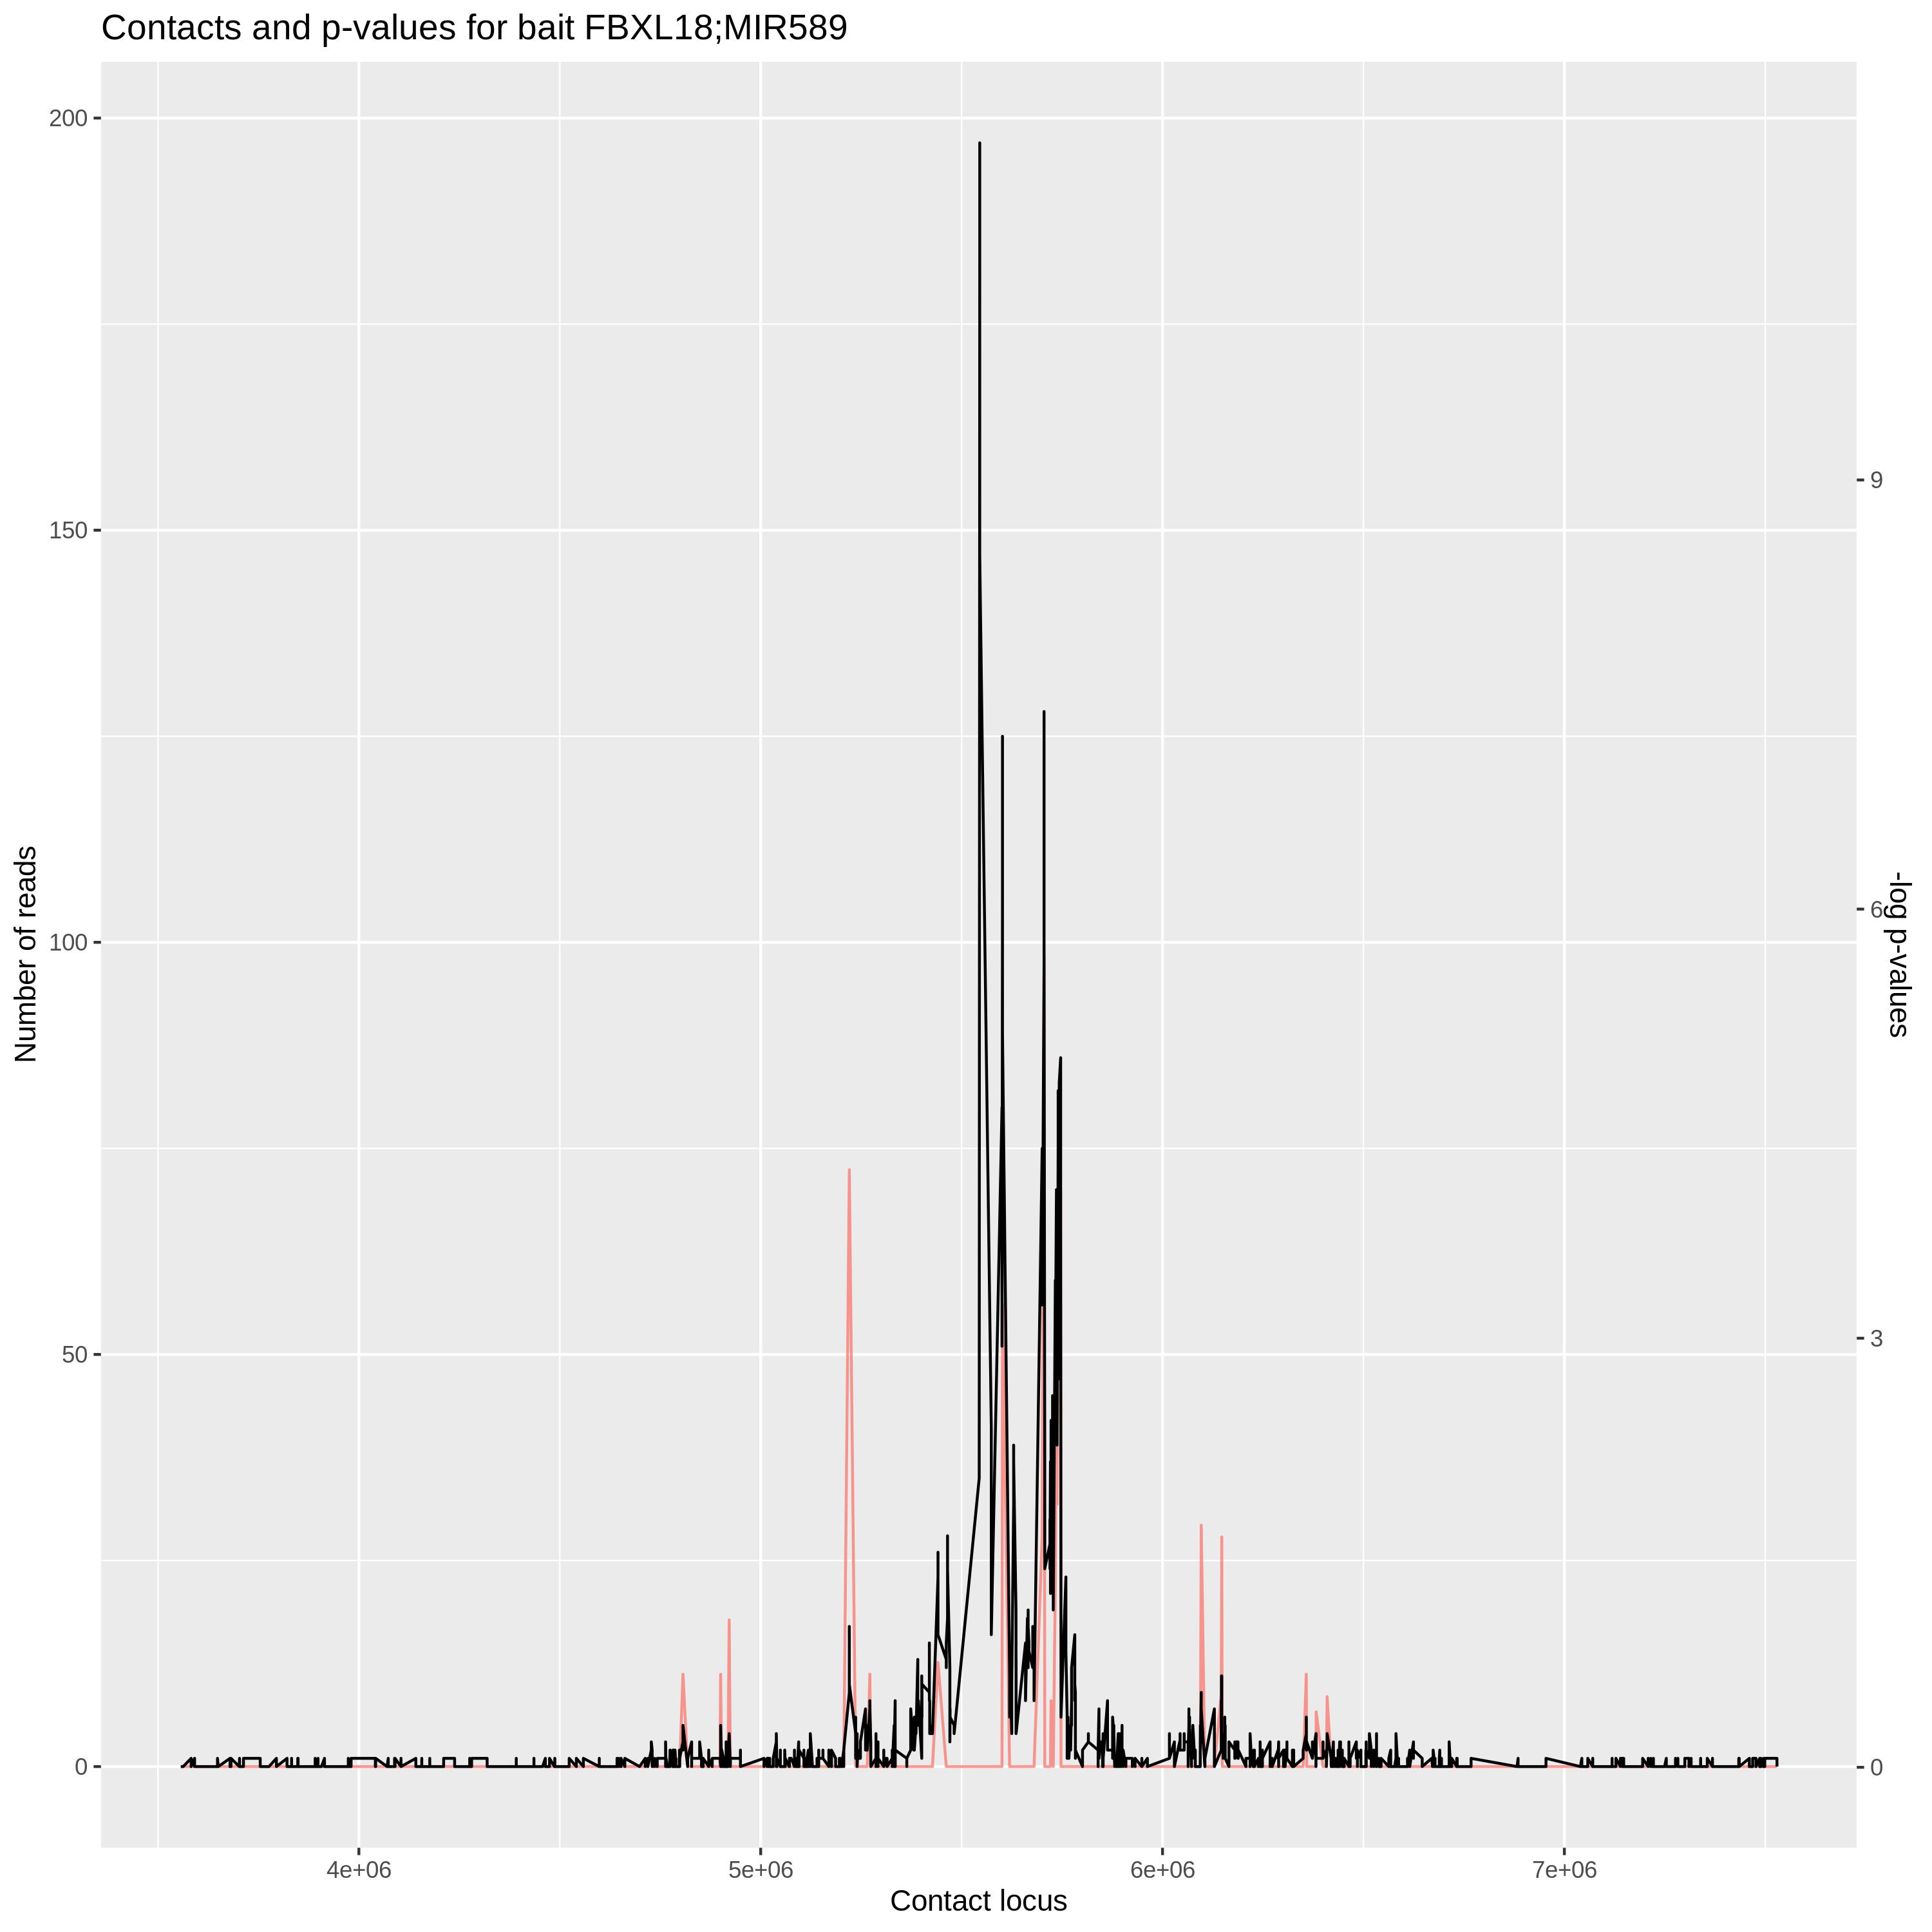 Contacts and p-values for bait FBXL18;MIR589
200
150
100
50
0
Number of reads
9
6
3
0
-log p-values
4e+06
5e+06
6e+06
7e+06
Contact locus